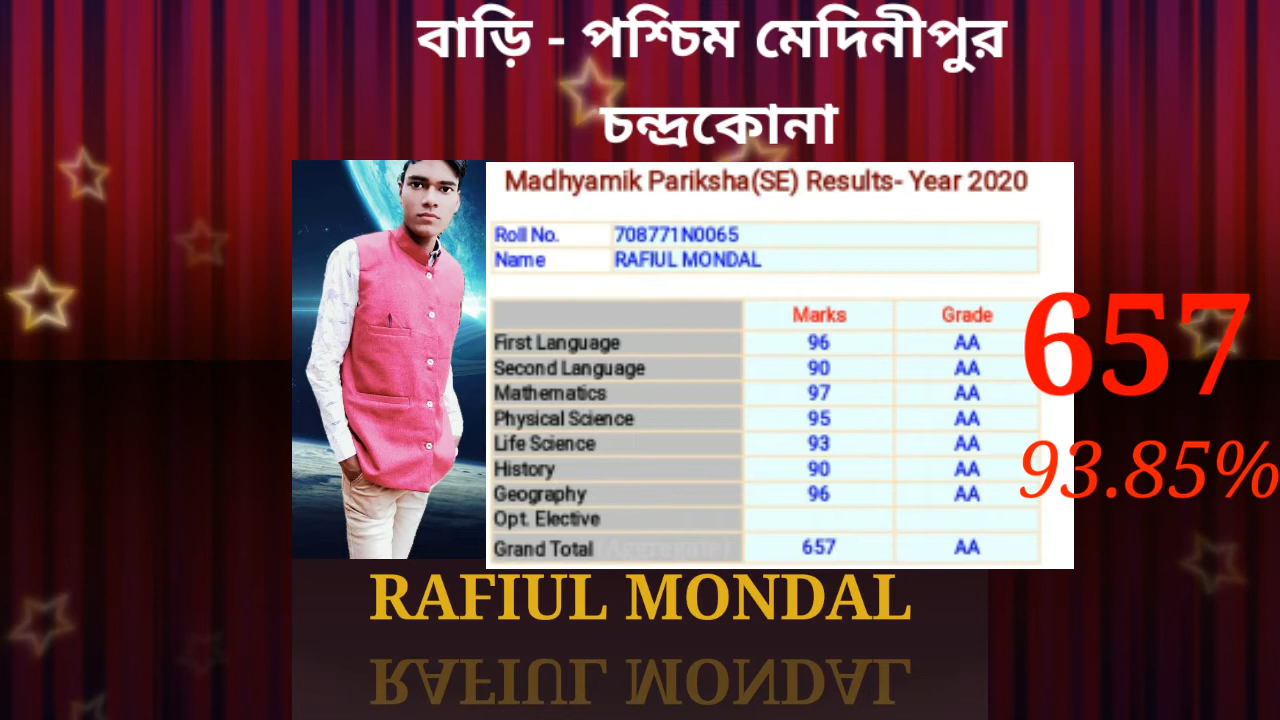 বাড়ি - পশ্চিম মেদিনীপুর
চন্দ্রকোনা
Madhyamik Pariksha(SE) Results- Year 2020
Roll No. 708771N0065
Name RAFIUL MONDAL
Marks Grade
First Language 96 AA
Second Language 90 AA
Mathematics 97 AA
Physical Science 95 AA
Life Science 93 AA
History 90 AA
Geography 96 AA
Opt. Elective
Grand Total (Aggregate) 657 AA
657
93.85%
RAFIUL MONDAL
RAFIUL MONDAL